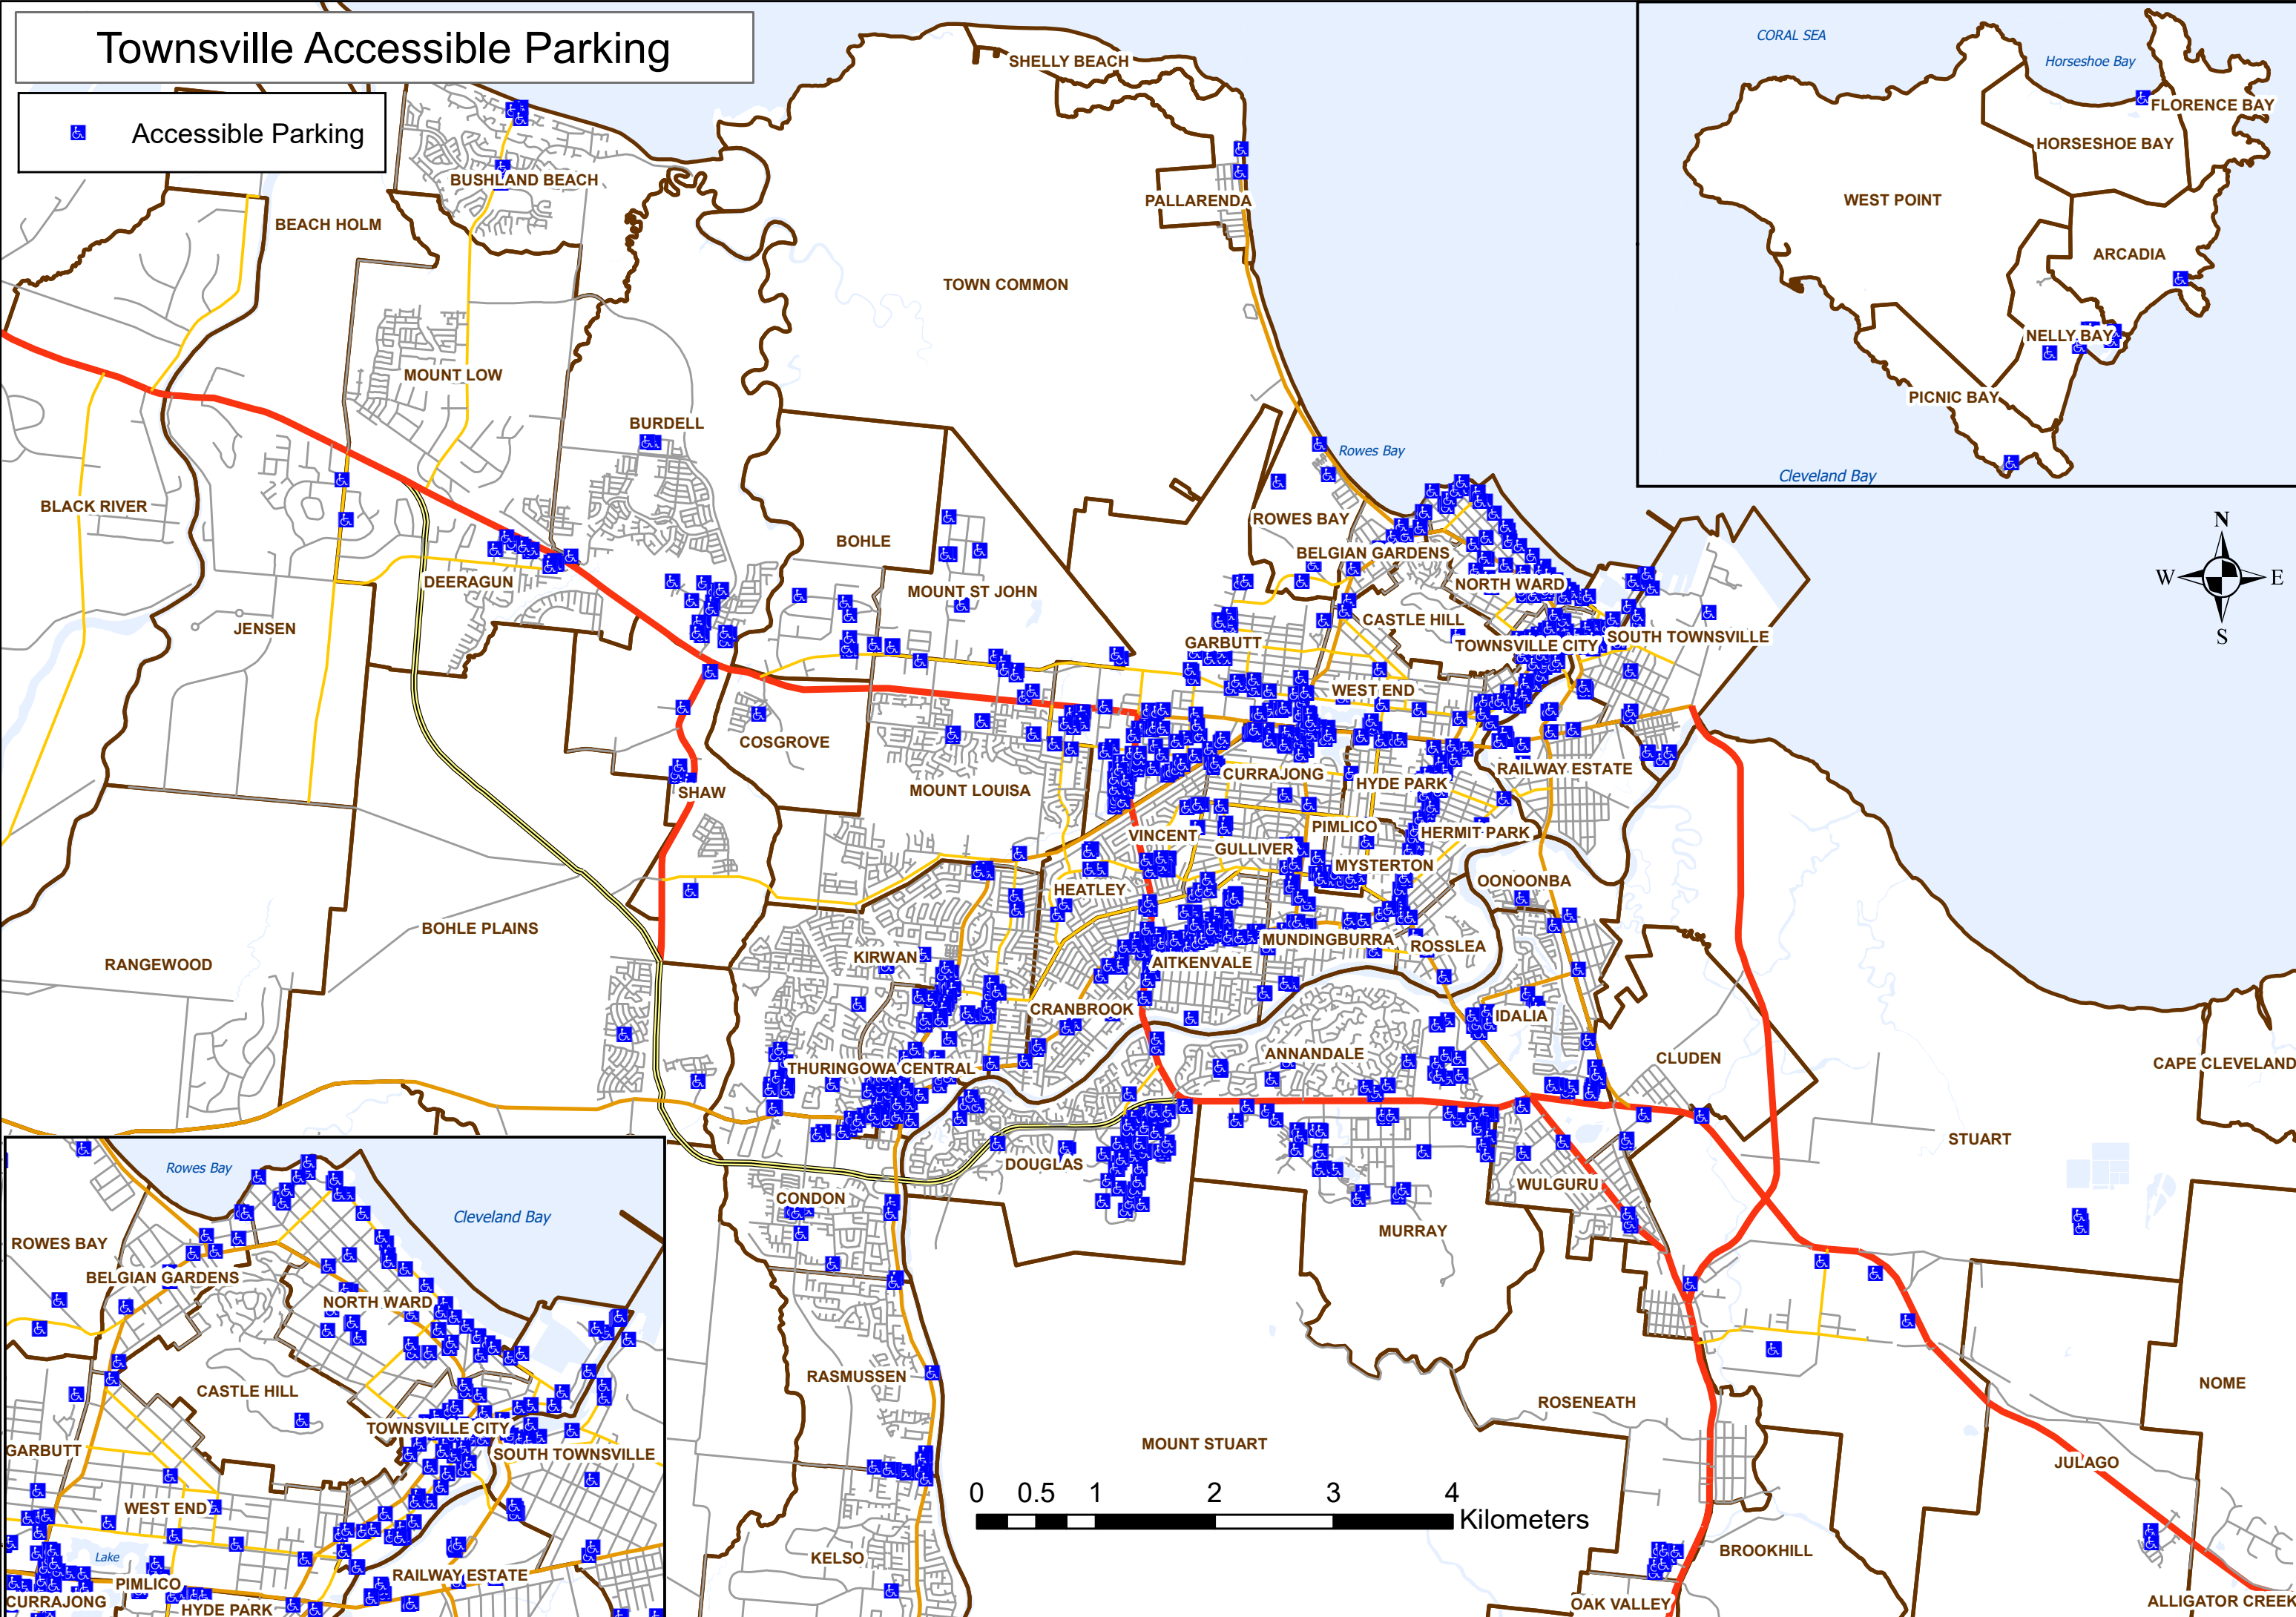 Townsville Accessible Parking
Accessible Parking
SHELLY BEACH
BUSHLAND BEACH
PALLARENDA
BEACH HOLM
TOWN COMMON
MOUNT LOW
BURDELL
Rowes Bay
BLACK RIVER
ROWES BAY
BOHLE
BELGIAN GARDENS
DEERAGUN
NORTH WARD
MOUNT ST JOHN
CASTLE HILL
JENSEN
GARBUTT
TOWNSVILLE CITY
SOUTH TOWNSVILLE
WEST END
COSGROVE
RAILWAY ESTATE
CURRAJONG
HYDE PARK
SHAW
MOUNT LOUISA
PIMLICO
HERMIT PARK
VINCENT
GULLIVER
MYSTERTON
HEATLEY
OONOONBA
BOHLE PLAINS
MUNDINGBURRA
ROSSLEA
KIRWAN
AITKENVALE
RANGEWOOD
CRANBROOK
IDALIA
ANNANDALE
CLUDEN
THURINGOWA CENTRAL
CAPE CLEVELAND
STUART
DOUGLAS
WULGURU
CONDON
MURRAY
RASMUSSEN
NOME
ROSENEATH
MOUNT STUART
JULAGO
KELSO
BROOKHILL
OAK VALLEY
ALLIGATOR CREEK
0 0.5 1 2 3 4
Kilometers
N
W E
S
CORAL SEA
Horseshoe Bay
FLORENCE BAY
HORSESHOE BAY
WEST POINT
ARCADIA
NELLY BAY
PICNIC BAY
Cleveland Bay
Rowes Bay
Cleveland Bay
ROWES BAY
BELGIAN GARDENS
NORTH WARD
CASTLE HILL
TOWNSVILLE CITY
GARBUTT
SOUTH TOWNSVILLE
WEST END
Lake
RAILWAY ESTATE
PIMLICO
CURRAJONG
HYDE PARK